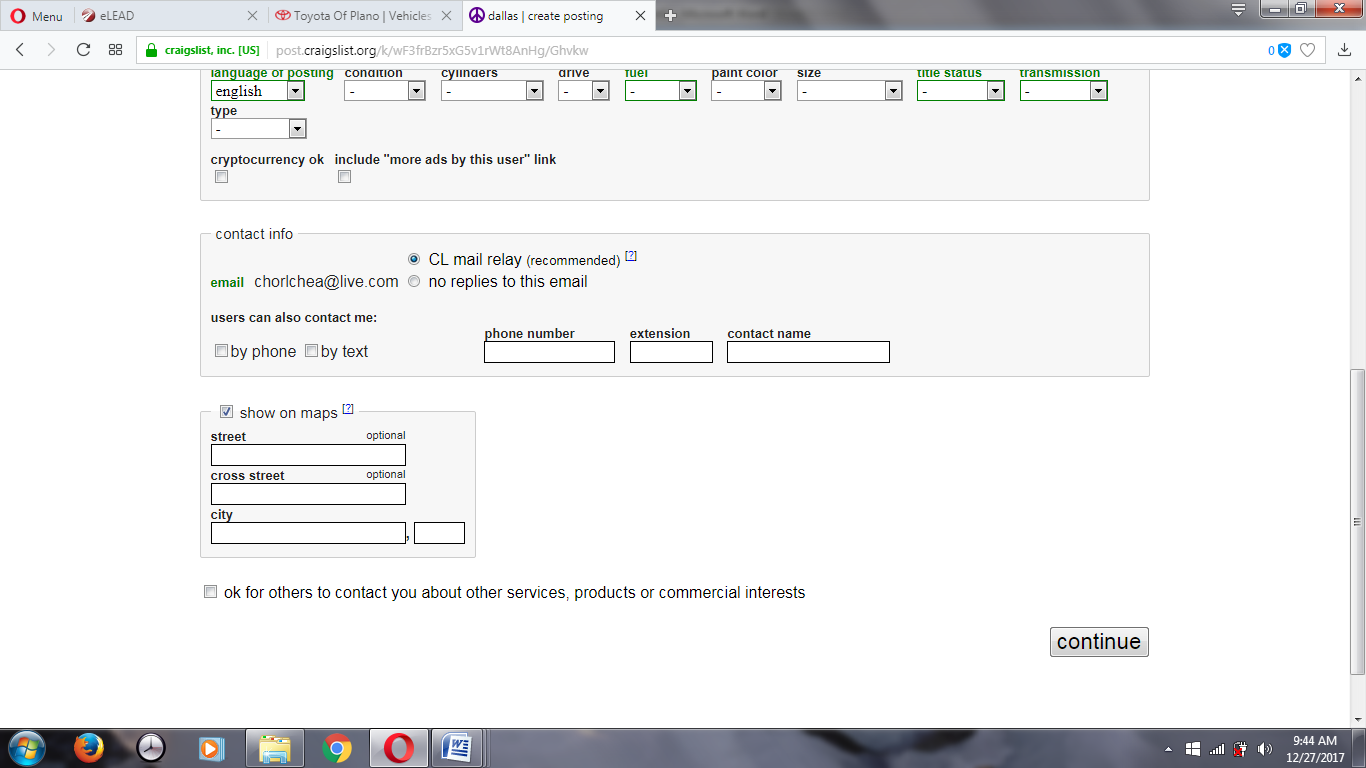 Menu eLEAD Toyota Of Plano | Vehicles dallas | create posting
craigslist, inc. [US] post.craigslist.org/k/wF3frBzr5xG5v1rWt8AnHg/Ghvkw 0
language of posting condition cylinders drive fuel paint color size title status transmission
english - - - - - - - -
type
-
cryptocurrency ok include "more ads by this user" link
contact info
CL mail relay (recommended) [?]
email chorlchea@live.com no replies to this email
users can also contact me:
phone number extension contact name
by phone by text
show on maps [?]
street optional
cross street optional
city
,
ok for others to contact you about other services, products or commercial interests
continue
9:44 AM
12/27/2017